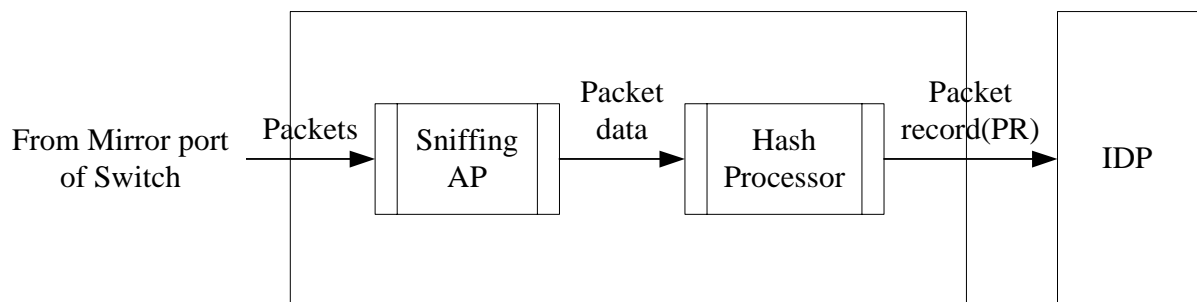 From Mirror port
of Switch
Packets
Sniffing
AP
Packet
data
Hash
Processor
Packet
record(PR)
IDP